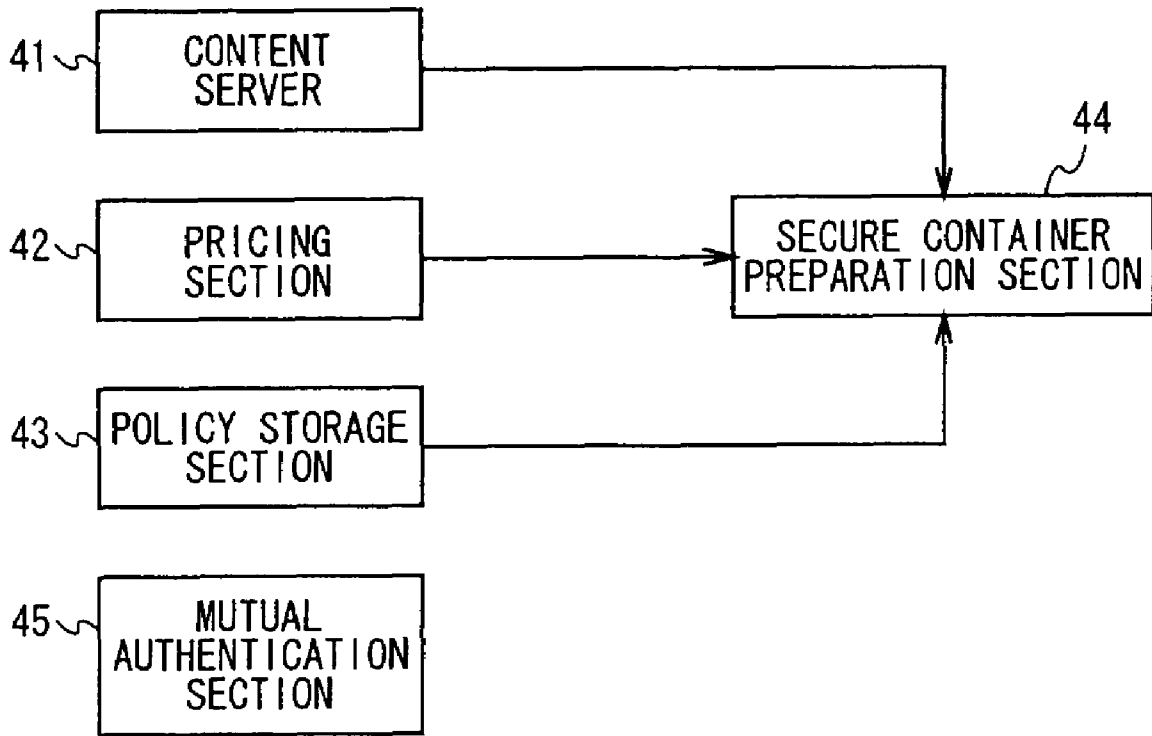 41
CONTENT
SERVER
44
42
PRICING
SECTION
SECURE CONTAINER
PREPARATION SECTION
43
POLICY STORAGE
SECTION
45
MUTUAL
AUTHENTICATION
SECTION